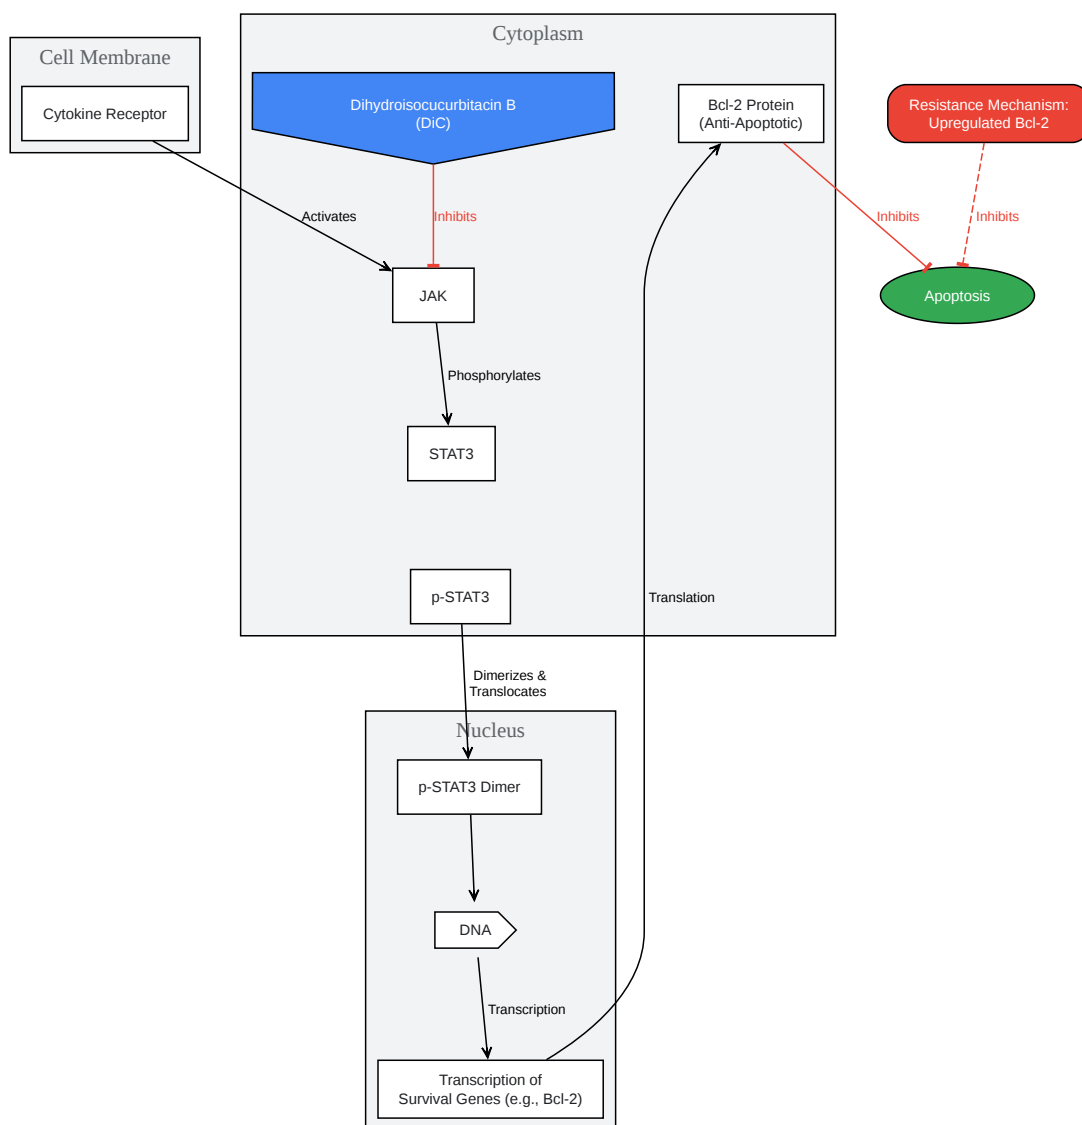 Cytoplasm
Cell Membrane
Cytokine Receptor
Dihydroisocucurbitacin B
(DiC)
Bcl-2 Protein
(Anti-Apoptotic)
Resistance Mechanism:
Upregulated Bcl-2
Activates
Inhibits
Inhibits
Inhibits
JAK
Apoptosis
Phosphorylates
STAT3
p-STAT3
Translation
Dimerizes &
Translocates
Nucleus
p-STAT3 Dimer
DNA
Transcription
Transcription of
Survival Genes (e.g., Bcl-2)